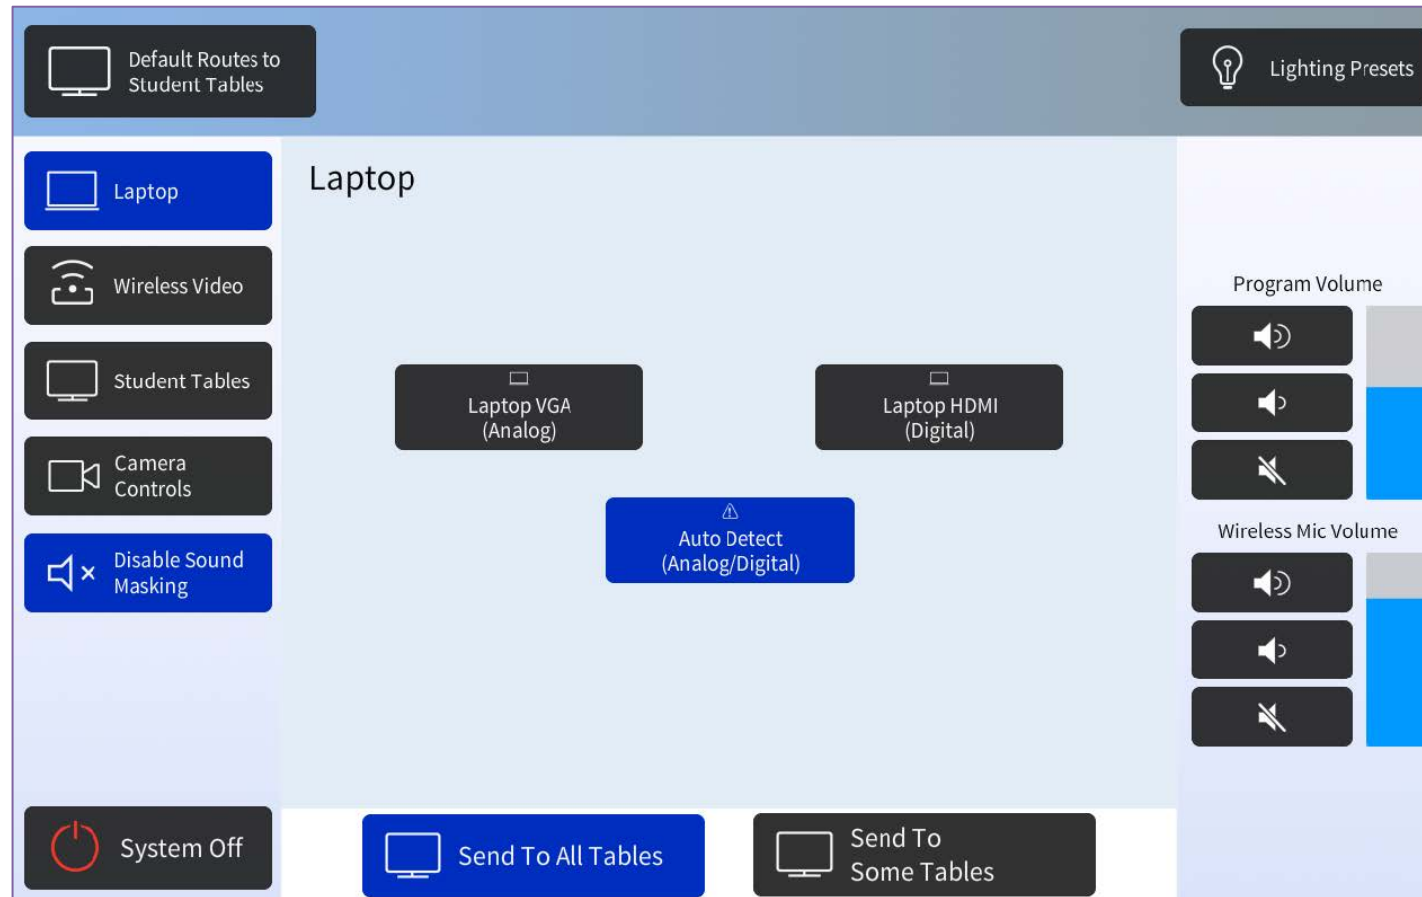 Default Routes to
Student Tables
Lighting Presets
Laptop
Wireless Video
Student Tables
Camera
Controls
Disable Sound
Masking
System Off
Laptop
Laptop VGA
(Analog)
Laptop HMDI
(Digital)
Auto Detect
(Analog/Digital)
Send To All Tables
Send To
Some Tables
Program Volume
Wireless Mic Volume